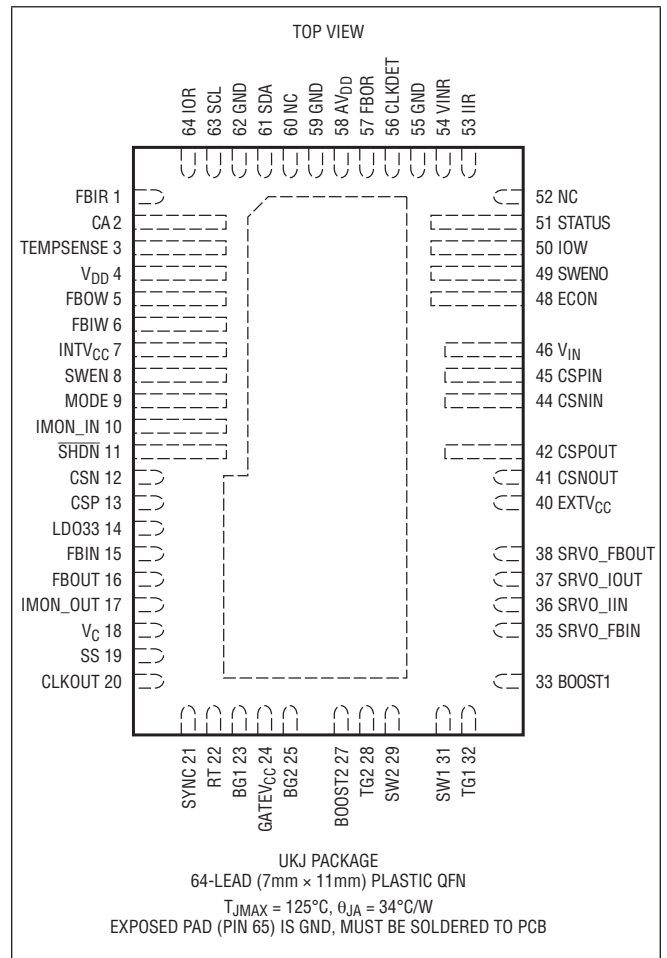 TOP VIEW
64 IOR
63 SCL
62 GND
61 SDA
60 NC
59 GND
58 AVDD
57 FBOR
56 CLKDET
55 GND
54 VINR
53 IIR
FBIR 1
CA 2
TEMPSENSE 3
VDD 4
FBOW 5
FBIW 6
INTVCC 7
SWEN 8
MODE 9
IMON_IN 10
SHDN 11
CSN 12
CSP 13
LDO33 14
FBIN 15
FBOUT 16
IMON_OUT 17
VC 18
SS 19
CLKOUT 20
52 NC
51 STATUS
50 IOW
49 SWENO
48 ECON
46 VIN
45 CSPIN
44 CSNIN
42 CSPOUT
41 CSNOUT
40 EXTVCC
38 SRVO_FBOUT
37 SRVO_IOUT
36 SRVO_IIN
35 SRVO_FBIN
33 BOOST1
SYNC 21
RT 22
BG1 23
GATEVCC 24
BG2 25
BOOST2 27
TG2 28
SW2 29
SW1 31
TG1 32
UKJ PACKAGE
64-LEAD (7mm × 11mm) PLASTIC QFN
TJMAX = 125°C, θJA = 34°C/W
EXPOSED PAD (PIN 65) IS GND, MUST BE SOLDERED TO PCB